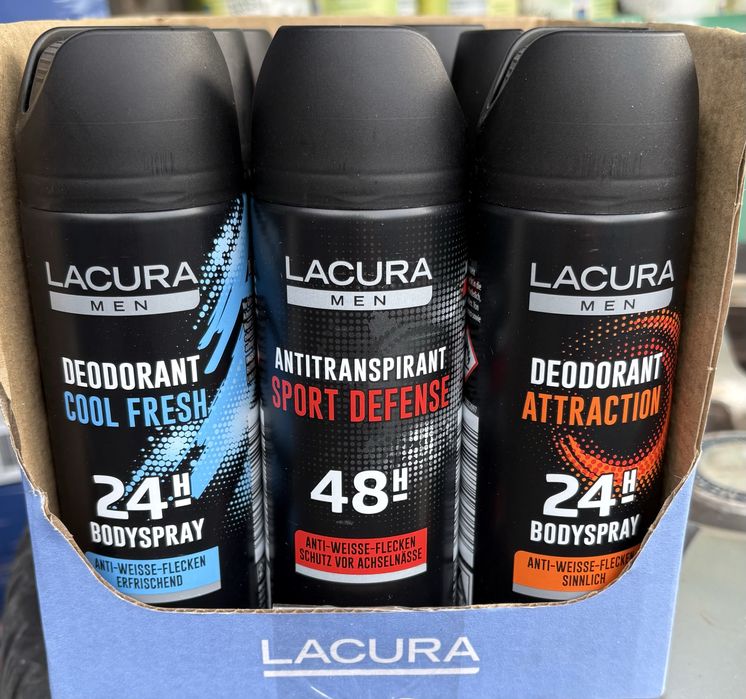 LACURA
MEN
DEODORANT
COOL FRESH
24H
BODYSPRAY
ANTI-WEISSE-FLECKEN
ERFRISCHEND
LACURA
MEN
ANTITRANSPIRANT
SPORT DEFENSE
48H
ANTI-WEISSE-FLECKEN
SCHUTZ VOR ACHSELNÄSSE
LACURA
MEN
DEODORANT
ATTRACTION
24H
BODYSPRAY
ANTI-WEISSE-FLECKEN
SINNLICH
LACURA